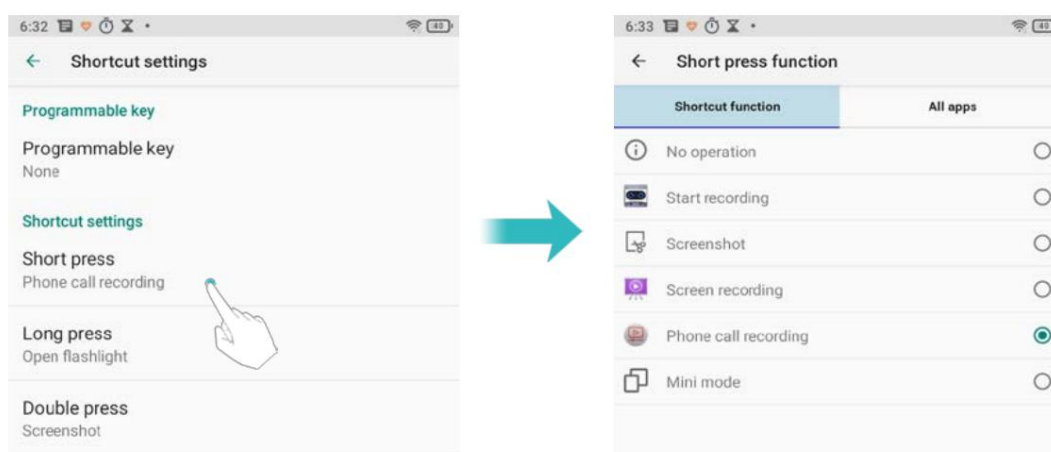 6:32
40
Shortcut settings
Programmable key
Programmable key
None
Shortcut settings
Short press
Phone call recording
Long press
Open flashlight
Double press
Screenshot
6:33
40
Short press function
Shortcut function
All apps
No operation
Start recording
Screenshot
Screen recording
Phone call recording
Mini mode